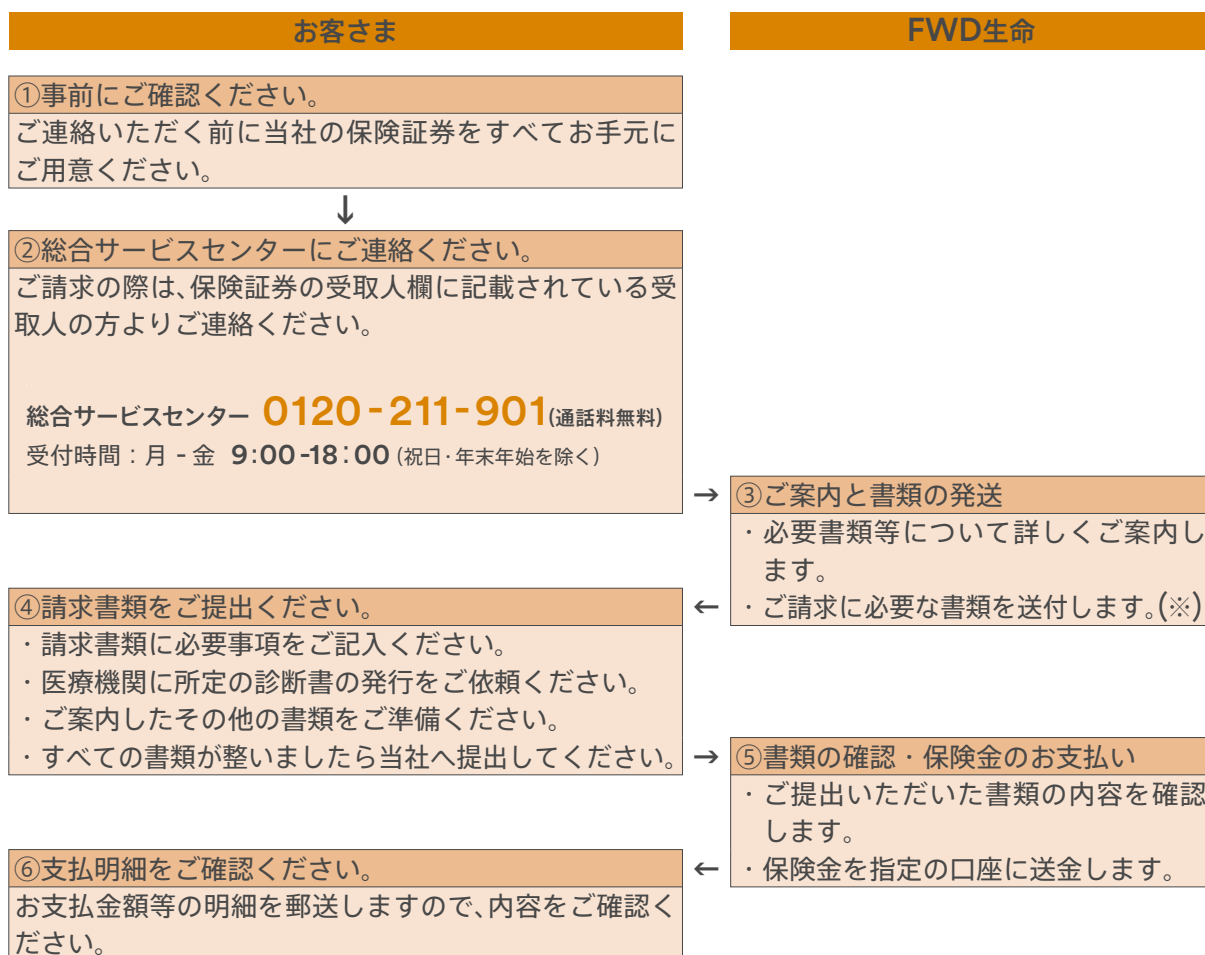 お客さま
FWD生命
①事前にご確認ください。
ご連絡いただく前に当社の保険証券をすべてお手元に
ご用意ください。
↓
②総合サービスセンターにご連絡ください。
ご請求の際は、保険証券の受取人欄に記載されている受
取人の方よりご連絡ください。
総合サービスセンター 0120-211-901(通話料無料)
受付時間：月 - 金 9:00-18:00 (祝日・年末年始を除く)
→
③ご案内と書類の発送
・必要書類等について詳しくご案内し
ます。
・ご請求に必要な書類を送付します。(※)
←
④請求書類をご提出ください。
・請求書類に必要事項をご記入ください。
・医療機関に所定の診断書の発行をご依頼ください。
・ご案内したその他の書類をご準備ください。
・すべての書類が整いましたら当社へ提出してください。
→
⑤書類の確認・保険金のお支払い
・ご提出いただいた書類の内容を確認
します。
・保険金を指定の口座に送金します。
←
⑥支払明細をご確認ください。
お支払金額等の明細を郵送しますので、内容をご確認く
ださい。